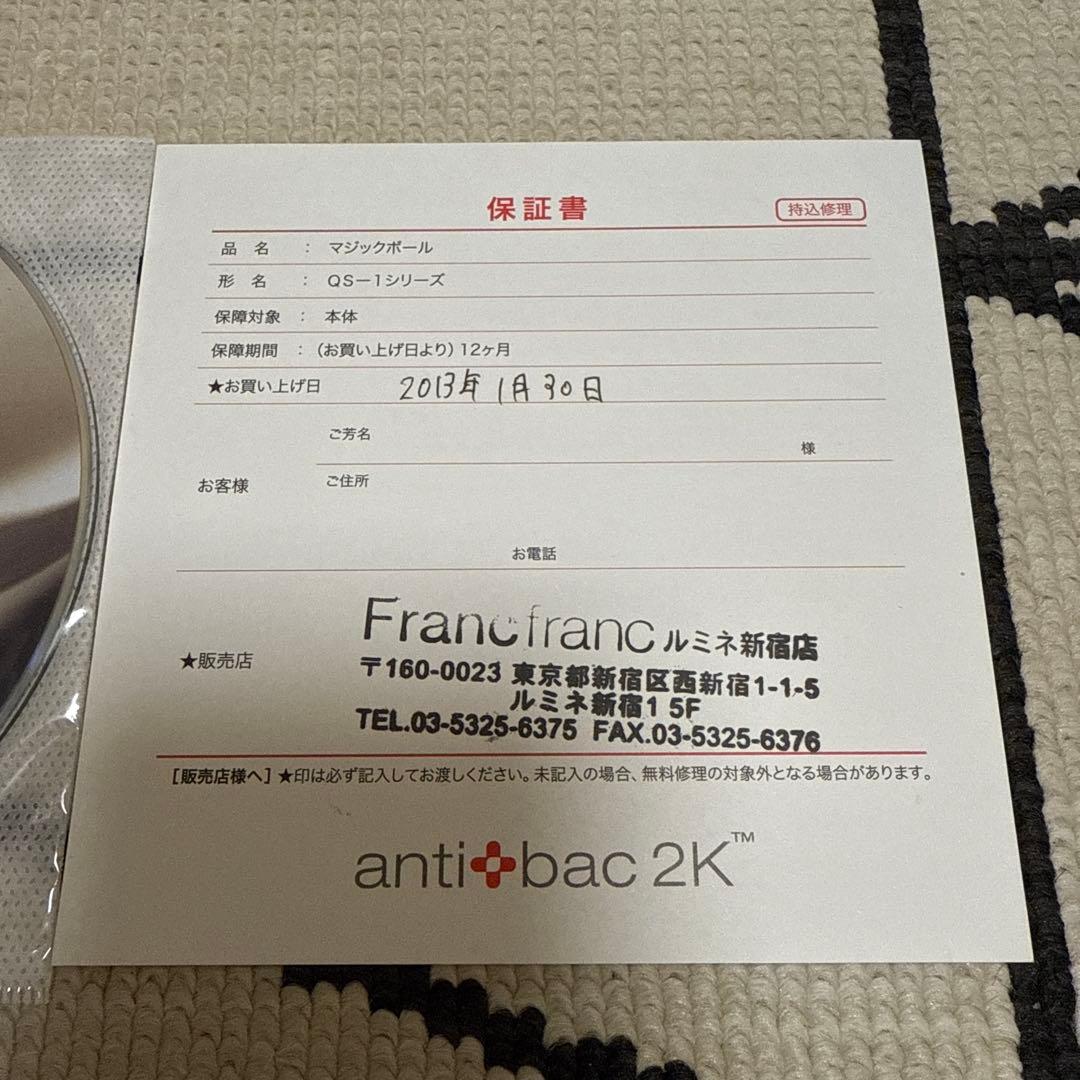 保証書
持込修理
品 名 : マジックボール
形 名 : QS-1シリーズ
保障対象 : 本体
保障期間 : (お買い上げ日より)12ヶ月
★お買い上げ日 2013年1月30日
ご芳名
様
お客様
ご住所
お電話
★販売店
Francfranc ルミネ新宿店
〒160-0023 東京都新宿区西新宿1-1-5
ルミネ新宿1 5F
TEL.03-5325-6375 FAX.03-5325-6376
[販売店様へ]★印は必ず記入してお渡しください。未記入の場合、無料修理の対象外となる場合があります。
anti+bac 2K™